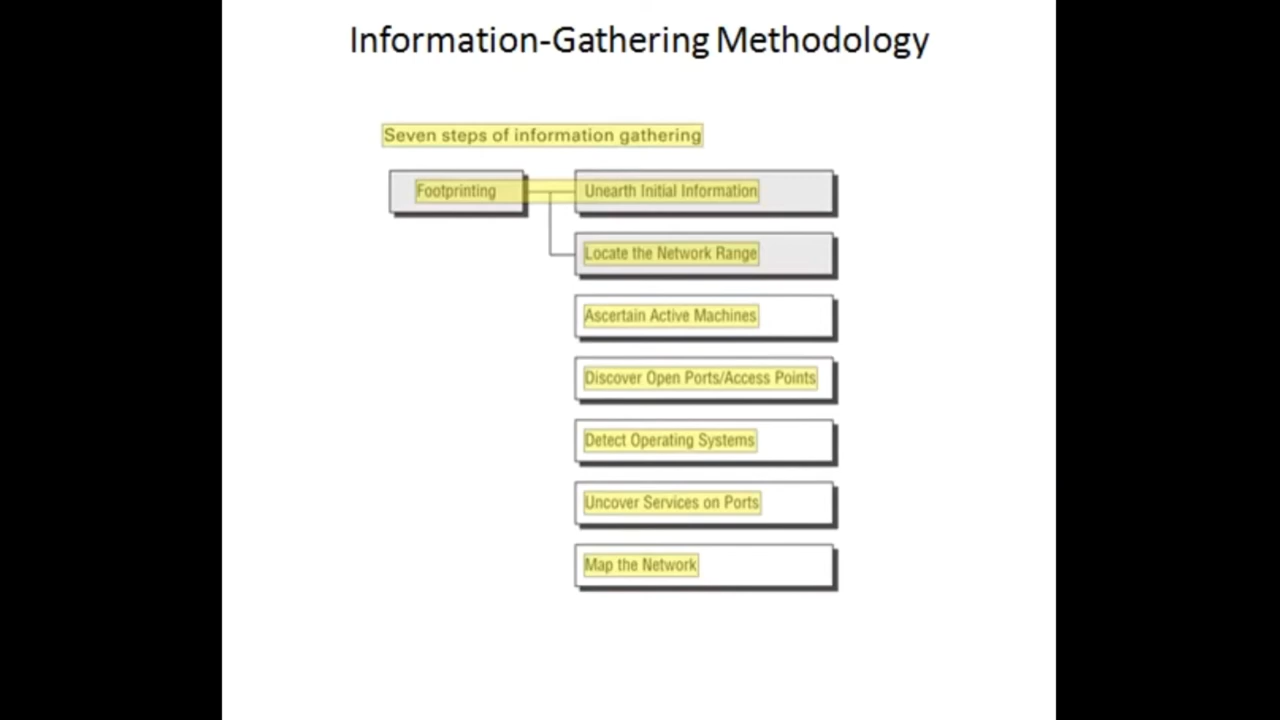 Information-Gathering Methodology
Seven steps of information gathering
Footprinting
Unearth Initial Information
Locate the Network Range
Ascertain Active Machines
Discover Open Ports/Access Points
Detect Operating Systems
Uncover Services on Ports
Map the Network